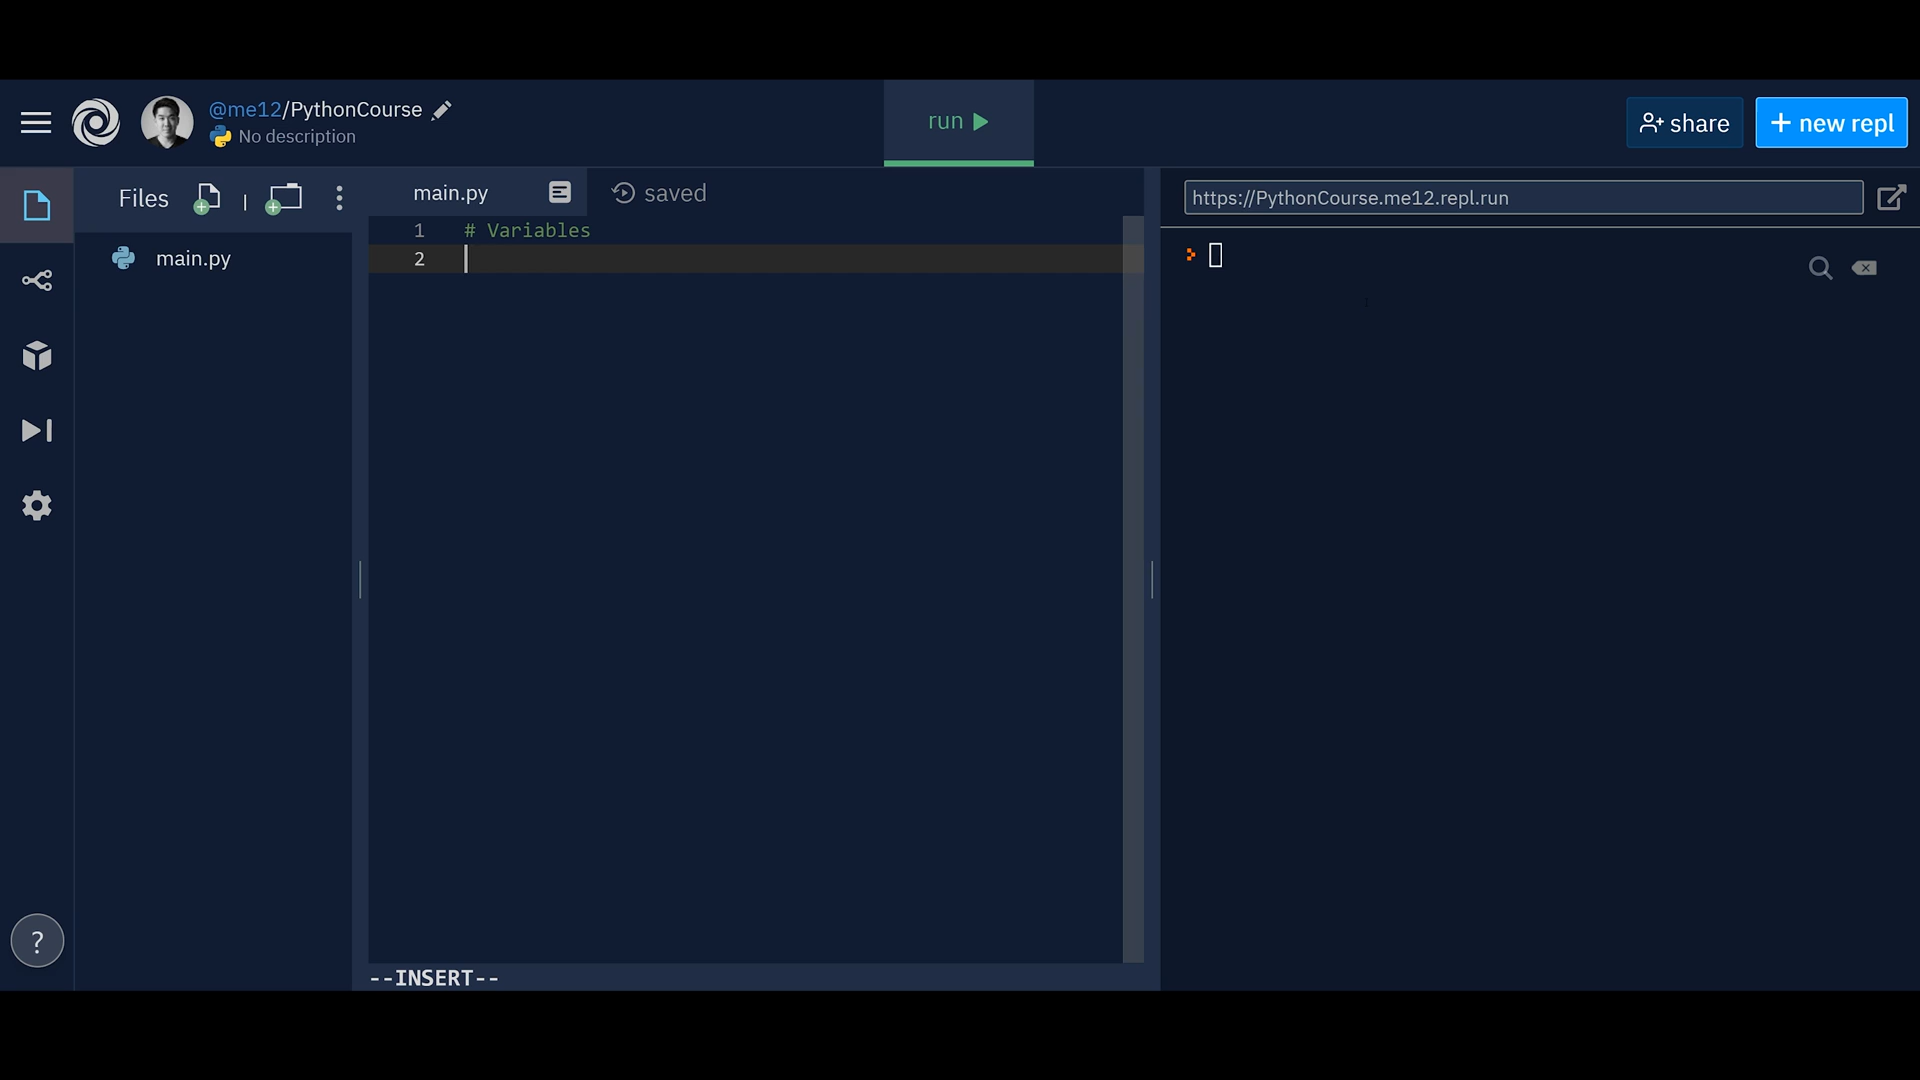 @me12/PythonCourse
No description
run
share
+ new repl
Files
main.py
saved
https://PythonCourse.me12.repl.run
main.py
1 # Variables
2
?
--INSERT--